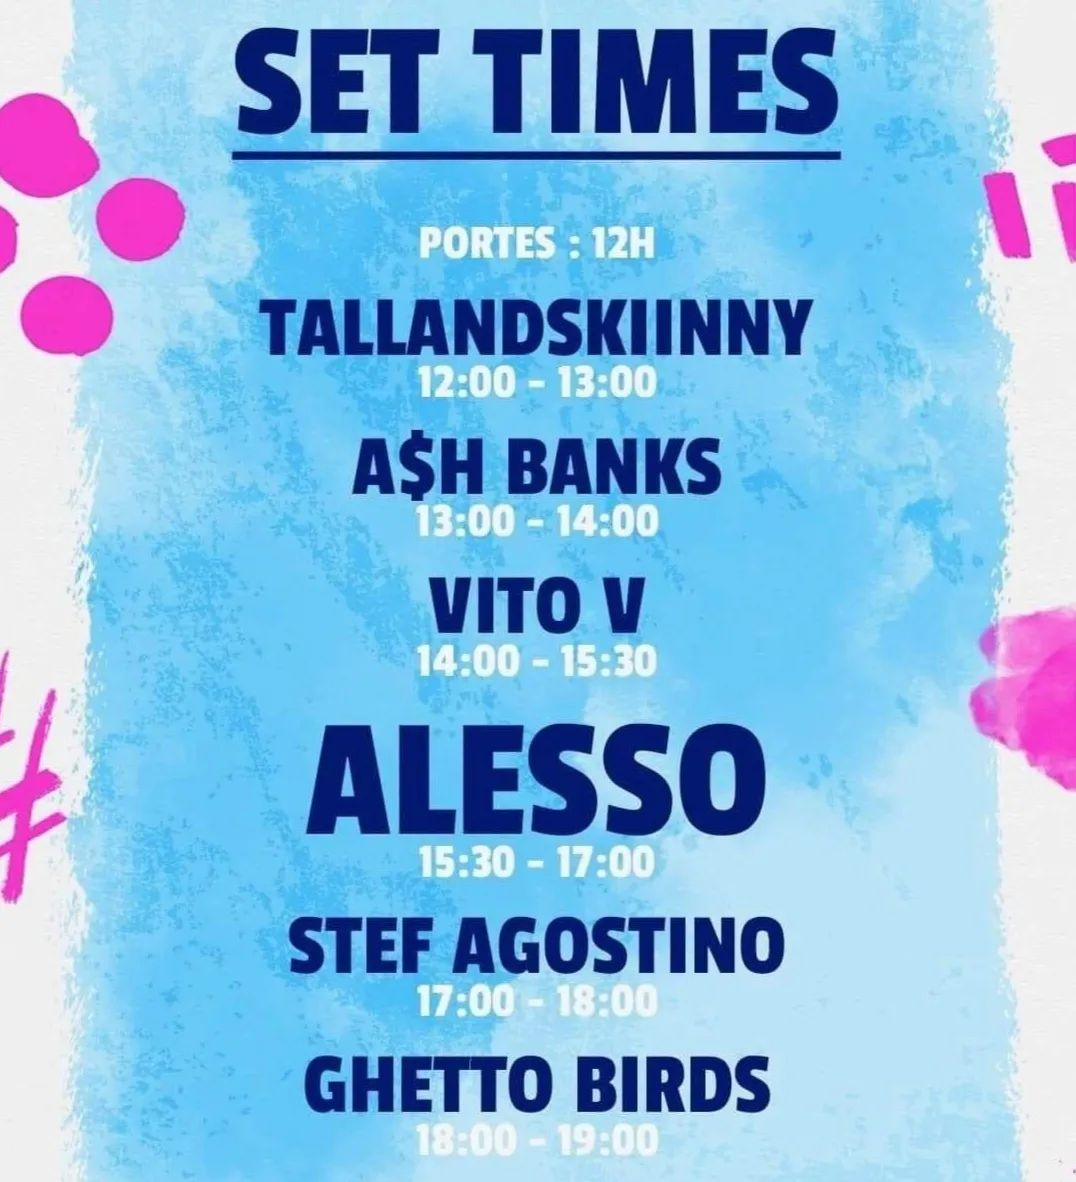 SET TIMES
PORTES : 12H
TALLANDSKIINNY
12:00 - 13:00
A$H BANKS
13:00 - 14:00
VITO V
14:00 - 15:30
ALESSO
15:30 - 17:00
STEF AGOSTINO
17:00 - 18:00
GHETTO BIRDS
18:00 - 19:00